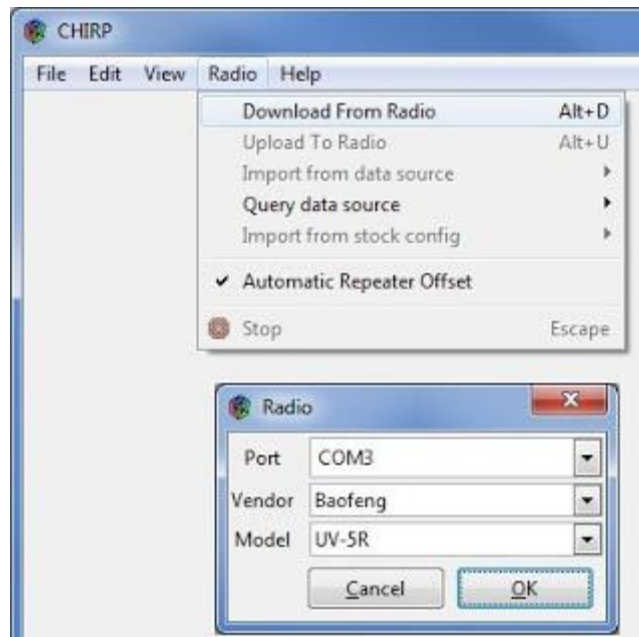 CHIRP
File Edit View Radio Help
Download From Radio Alt+D
Upload To Radio Alt+U
Import from data source
Query data source
Import from stock config
Automatic Repeater Offset
Stop Escape
Radio
Port COM3
Vendor Baofeng
Model UV-5R
Cancel OK